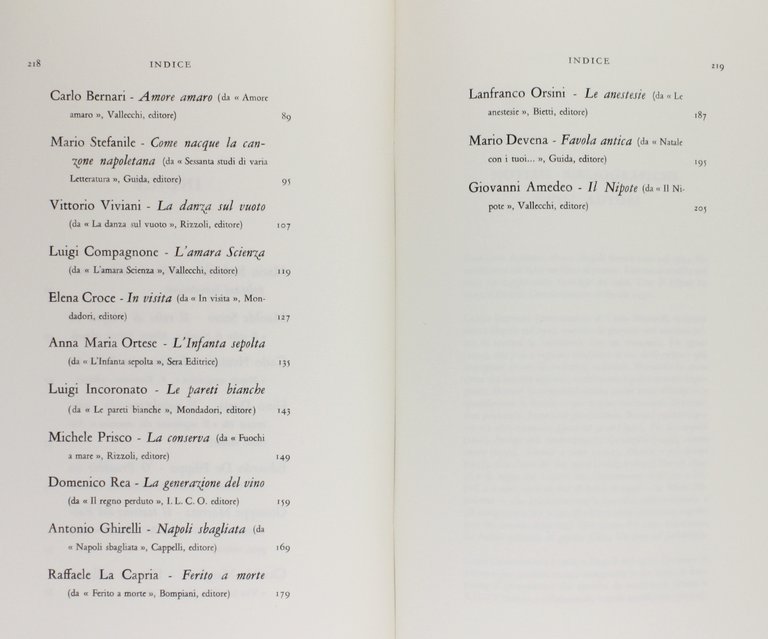 218 INDICE
Carlo Bernari - Amore amaro (da « Amore
amaro », Vallecchi, editore) 89
Mario Stefanile - Come nacque la can-
zone napoletana (da « Sessanta studi di varia
Letteratura », Guida, editore) 95
Vittorio Viviani - La danza sul vuoto
(da « La danza sul vuoto », Rizzoli, editore) 107
Luigi Compagnone - L'amara Scienza
(da « L'amara Scienza », Vallecchi, editore) 119
Elena Croce - In visita (da « In visita », Mon-
dadori, editore) 127
Anna Maria Ortese - L'Infanta sepolta
(da « L'Infanta sepolta », Sera Editrice) 135
Luigi Incoronato - Le pareti bianche
(da « Le pareti bianche », Mondadori, editore) 143
Michele Prisco - La conserva (da « Fuochi
a mare », Rizzoli, editore) 149
Domenico Rea - La generazione del vino
(da « Il regno perduto », I. L. C. O. editore) 159
Antonio Ghirelli - Napoli sbagliata (da
« Napoli sbagliata », Cappelli, editore) 169
Raffaele La Capria - Ferito a morte
(da « Ferito a morte », Bompiani, editore) 179
INDICE 219
Lanfranco Orsini - Le anestesie (da « Le
anestesie », Bietti, editore) 187
Mario Devena - Favola antica (da « Natale
con i tuoi... », Guida, editore) 195
Giovanni Amedeo - Il Nipote (da « Il Ni-
pote », Vallecchi, editore) 205